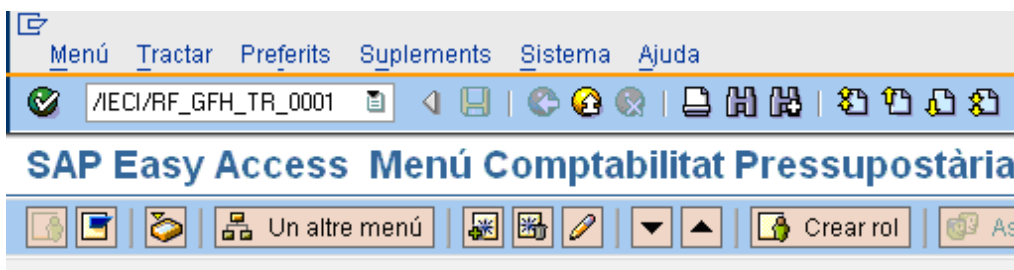 Menú Tractar Preferits Suplements Sistema Ajuda
/IECI/RF_GFH_TR_0001
SAP Easy Access Menú Comptabilitat Pressupostària
Un altre menú Crear rol As